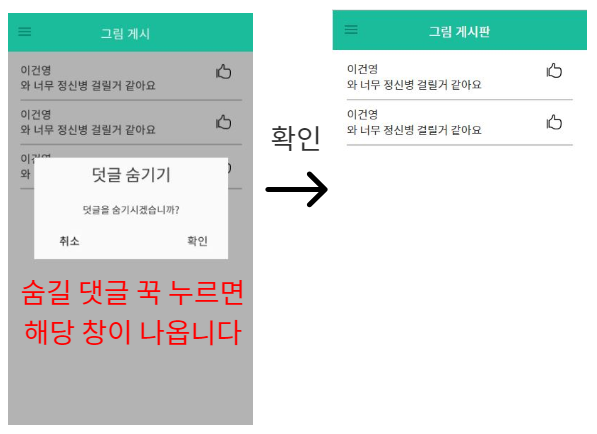 그림 게시
이건영
와 너무 정신병 걸릴거 같아요
이건영
와 너무 정신병 걸릴거 같아요
와
덧글 숨기기
덧글을 숨기시겠습니까?
취소 확인
숨길 댓글 꾹 누르면
해당 창이 나옵니다
확인
그림 게시판
이건영
와 너무 정신병 걸릴거 같아요
이건영
와 너무 정신병 걸릴거 같아요